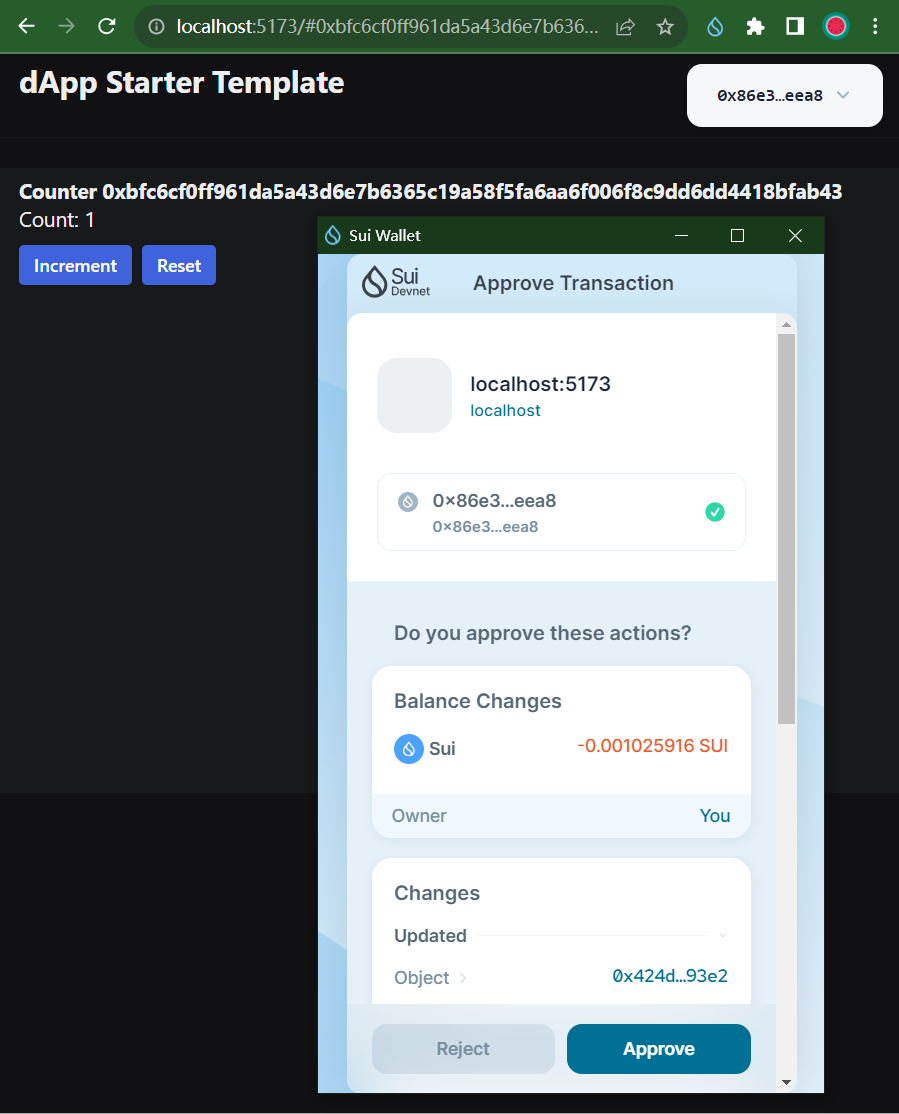 localhost:5173/#0xbfc6cf0ff961da5a43d6e7b636...
dApp Starter Template
0x86e3...eea8
Counter 0xbfc6cf0ff961da5a43d6e7b6365c19a58f5fa6aa6f006f8c9dd6dd4418bfab43
Count: 1
Increment Reset
Sui Wallet
Sui
Devnet
Approve Transaction
localhost:5173
localhost
0×86e3...eea8
0×86e3...eea8
Do you approve these actions?
Balance Changes
Sui -0.001025916 SUI
Owner You
Changes
Updated
Object 0x424d...93e2
Reject Approve